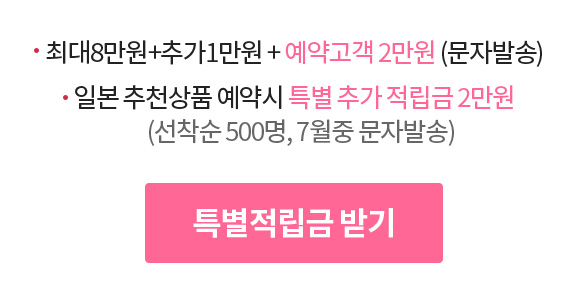 • 최대8만원+추가1만원 + 예약고객 2만원 (문자발송)
• 일본 추천상품 예약시 특별 추가 적립금 2만원
(선착순 500명, 7월중 문자발송)
특별적립금 받기